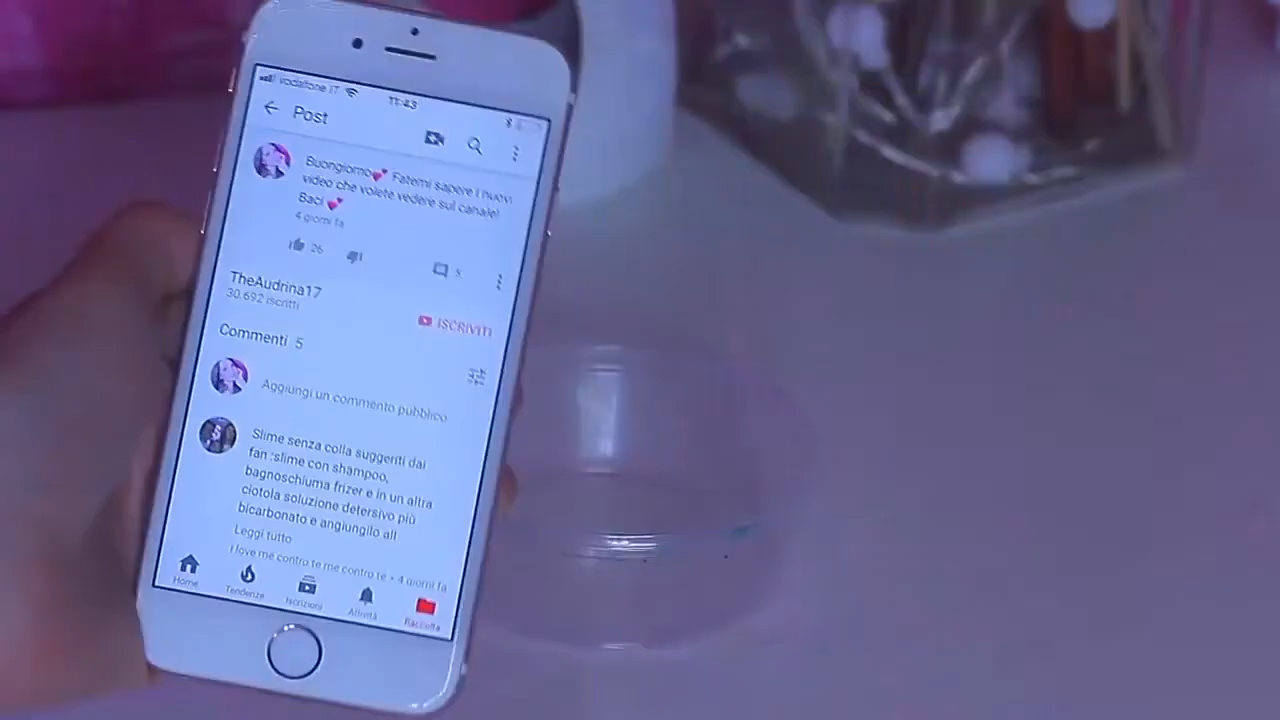 vodafone IT
11:43
Post
Buongiorno💕 Fatemi sapere i nuovi
video che volete vedere sul canale!
Baci 💕
4 giorni fa
26
5
TheAudrina17
30.692 iscritti
ISCRIVITI
Commenti 5
Aggiungi un commento pubblico
Slime senza colla suggeriti dai
fan :slime con shampoo,
bagnoschiuma frizer e in un altra
ciotola soluzione detersivo più
bicarbonato e angiungilo all
Leggi tutto
I love me contro te me contro te • 4 giorni fa
Home
Tendenze
Iscrizioni
Attività
Raccolta